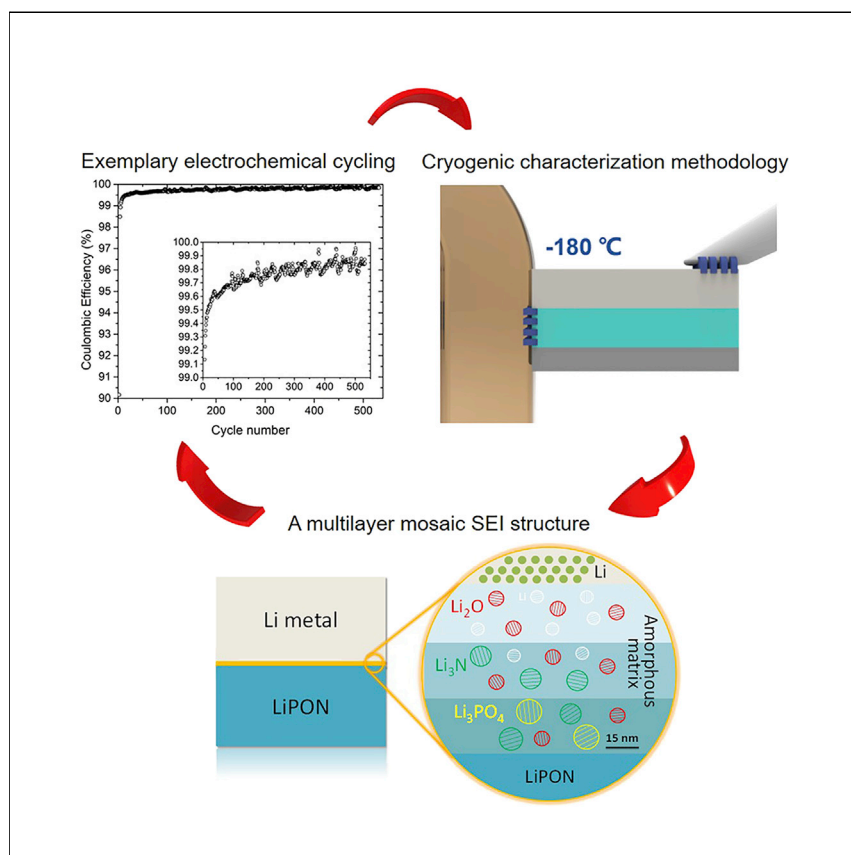 Exemplary electrochemical cycling
Cryogenic characterization methodology
100
99
98
97
96
95
94
93
92
91
90
Coulombic Efficiency (%)
100.0
99.9
99.8
99.7
99.6
99.5
99.4
99.3
99.2
99.1
99.0
0 100 200 300 400 500
0 100 200 300 400 500
Cycle number
-180 ℃
A multilayer mosaic SEI structure
Li metal
LiPON
Li
Li₂O
Li
Li₃N
Li₃PO₄
Amorphous
matrix
15 nm
LiPON